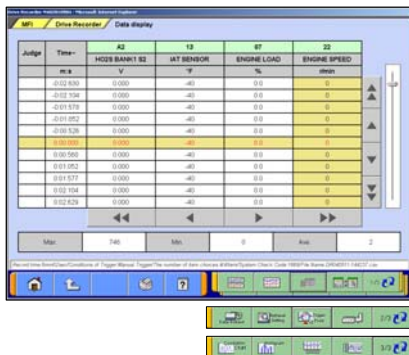 MFI / Drive Recorder / Data display
Judge Time~ A2 13 07 22
HO2S BANK1 S2 IAT SENSOR ENGINE LOAD ENGINE SPEED
m:s V °F % r/min
-0:02.630 0.000 -40 0.0 0
-0:02.104 0.000 -40 0.0 0
-0:01.578 0.000 -40 0.0 0
-0:01.052 0.000 -40 0.0 0
-0:00.526 0.000 -40 0.0 0
0:00.000 0.000 -40 0.0 0
0:00.560 0.000 -40 0.0 0
0:01.052 0.000 -40 0.0 0
0:01.577 0.000 -40 0.0 0
0:02.104 0.000 -40 0.0 0
0:02.629 0.000 -40 0.0 0
Max. 746 Min. 0 Ave. 2
1/3
2/3
3/3